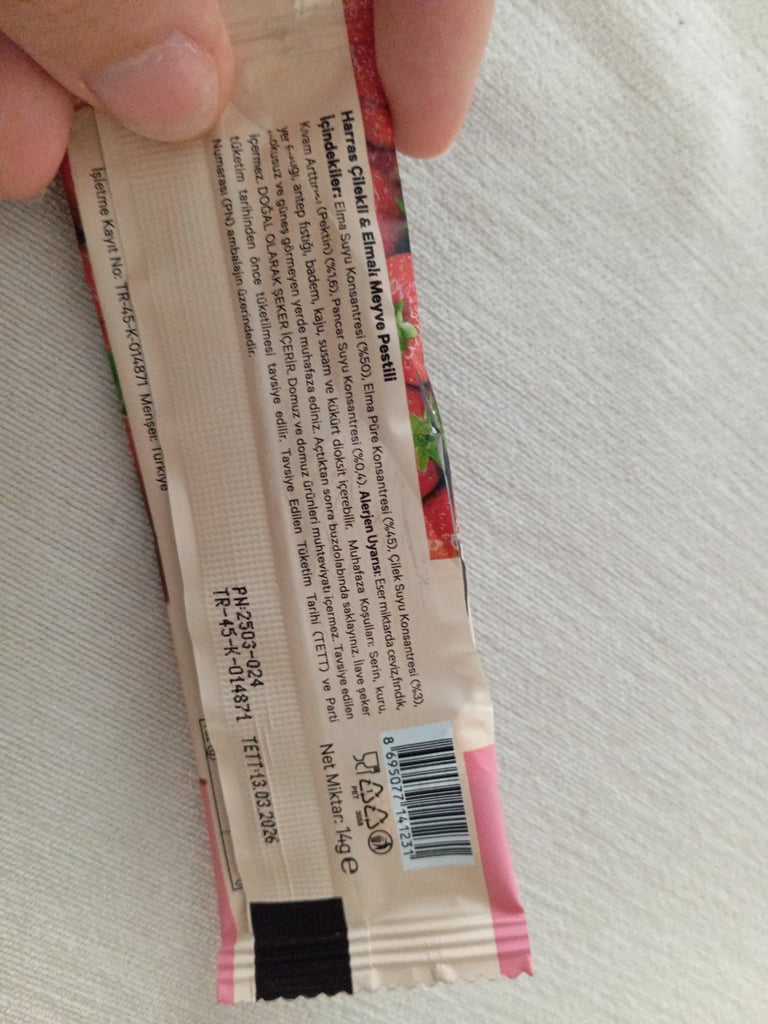 Harras Çilekli & Elmalı Meyve Pestili
İçindekiler: Elma Suyu Konsantresi (%50), Elma Püre Konsantresi (%45), Çilek Suyu Konsantresi (%3),
Kıvam Arttırıcı (Pektin) (%1,6), Pancar Suyu Konsantresi (%0,4). Alerjen Uyarısı: Eser miktarda ceviz, fındık,
yer fıstığı, antep fıstığı, badem, kaju, susam ve kükürt dioksit içerebilir. Muhafaza Koşulları: Serin, kuru,
kokusuz ve güneş görmeyen yerde muhafaza ediniz. Açtıktan sonra buzdolabında saklayınız. İlave şeker
içermez. DOĞAL OLARAK ŞEKER İÇERİR. Domuz ve domuz ürünleri muhteviyatı içermez. Tavsiye edilen
tüketim tarihinden önce tüketilmesi tavsiye edilir. Tavsiye Edilen Tüketim Tarihi (TETT) ve Parti
Numarası (PN) ambalajın üzerindedir.
İşletme Kayıt No: TR-45-K-014871 Menşei: Türkiye
PN:2503-024
TR-45-K-014871 TETT:13.03.2026
8 695077 141231
Net Miktar: 14g e